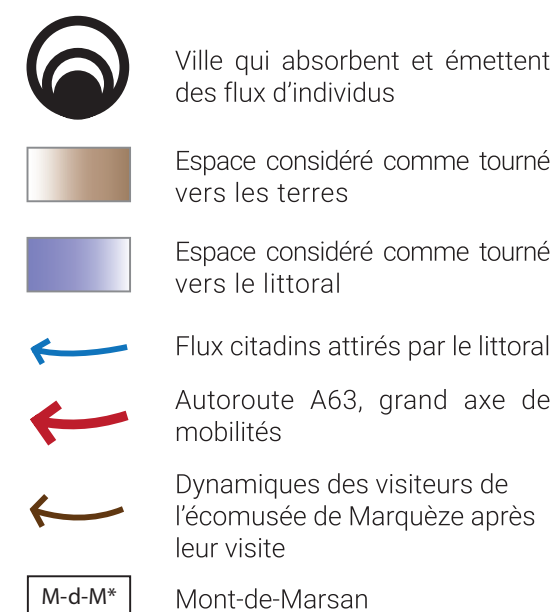 Ville qui absorbent et émettent
des flux d’individus
Espace considéré comme tourné
vers les terres
Espace considéré comme tourné
vers le littoral
Flux citadins attirés par le littoral
Autoroute A63, grand axe de
mobilités
Dynamiques des visiteurs de
l’écomusée de Marquèze après
leur visite
M-d-M* Mont-de-Marsan